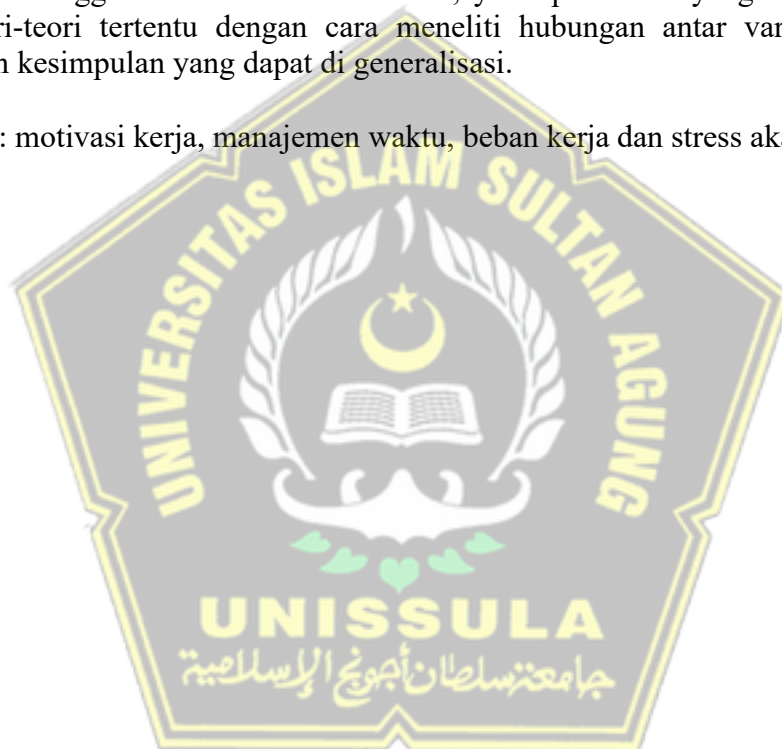 ri-teori tertentu dengan cara meneliti hubungan antar var
n kesimpulan yang dapat di generalisasi.
: motivasi kerja, manajemen waktu, beban kerja dan stress aka
UNIVERSITAS ISLAM SULTAN AGUNG
UNISSULA
جامعة سلطان أجونج الإسلامية